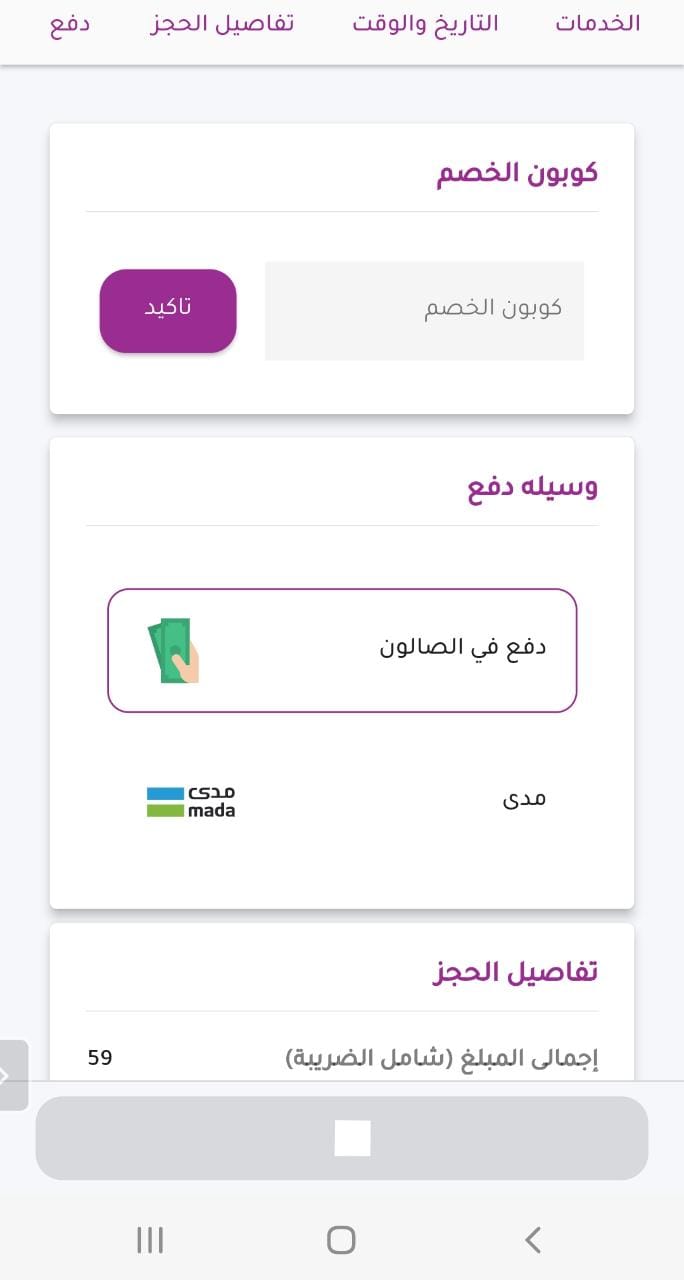 الخدمات التاريخ والوقت تفاصيل الحجز دفع
كوبون الخصم
كوبون الخصم تاكيد
وسيله دفع
دفع في الصالون
مدى مدى
mada
تفاصيل الحجز
إجمالى المبلغ (شامل الضريبة) 59